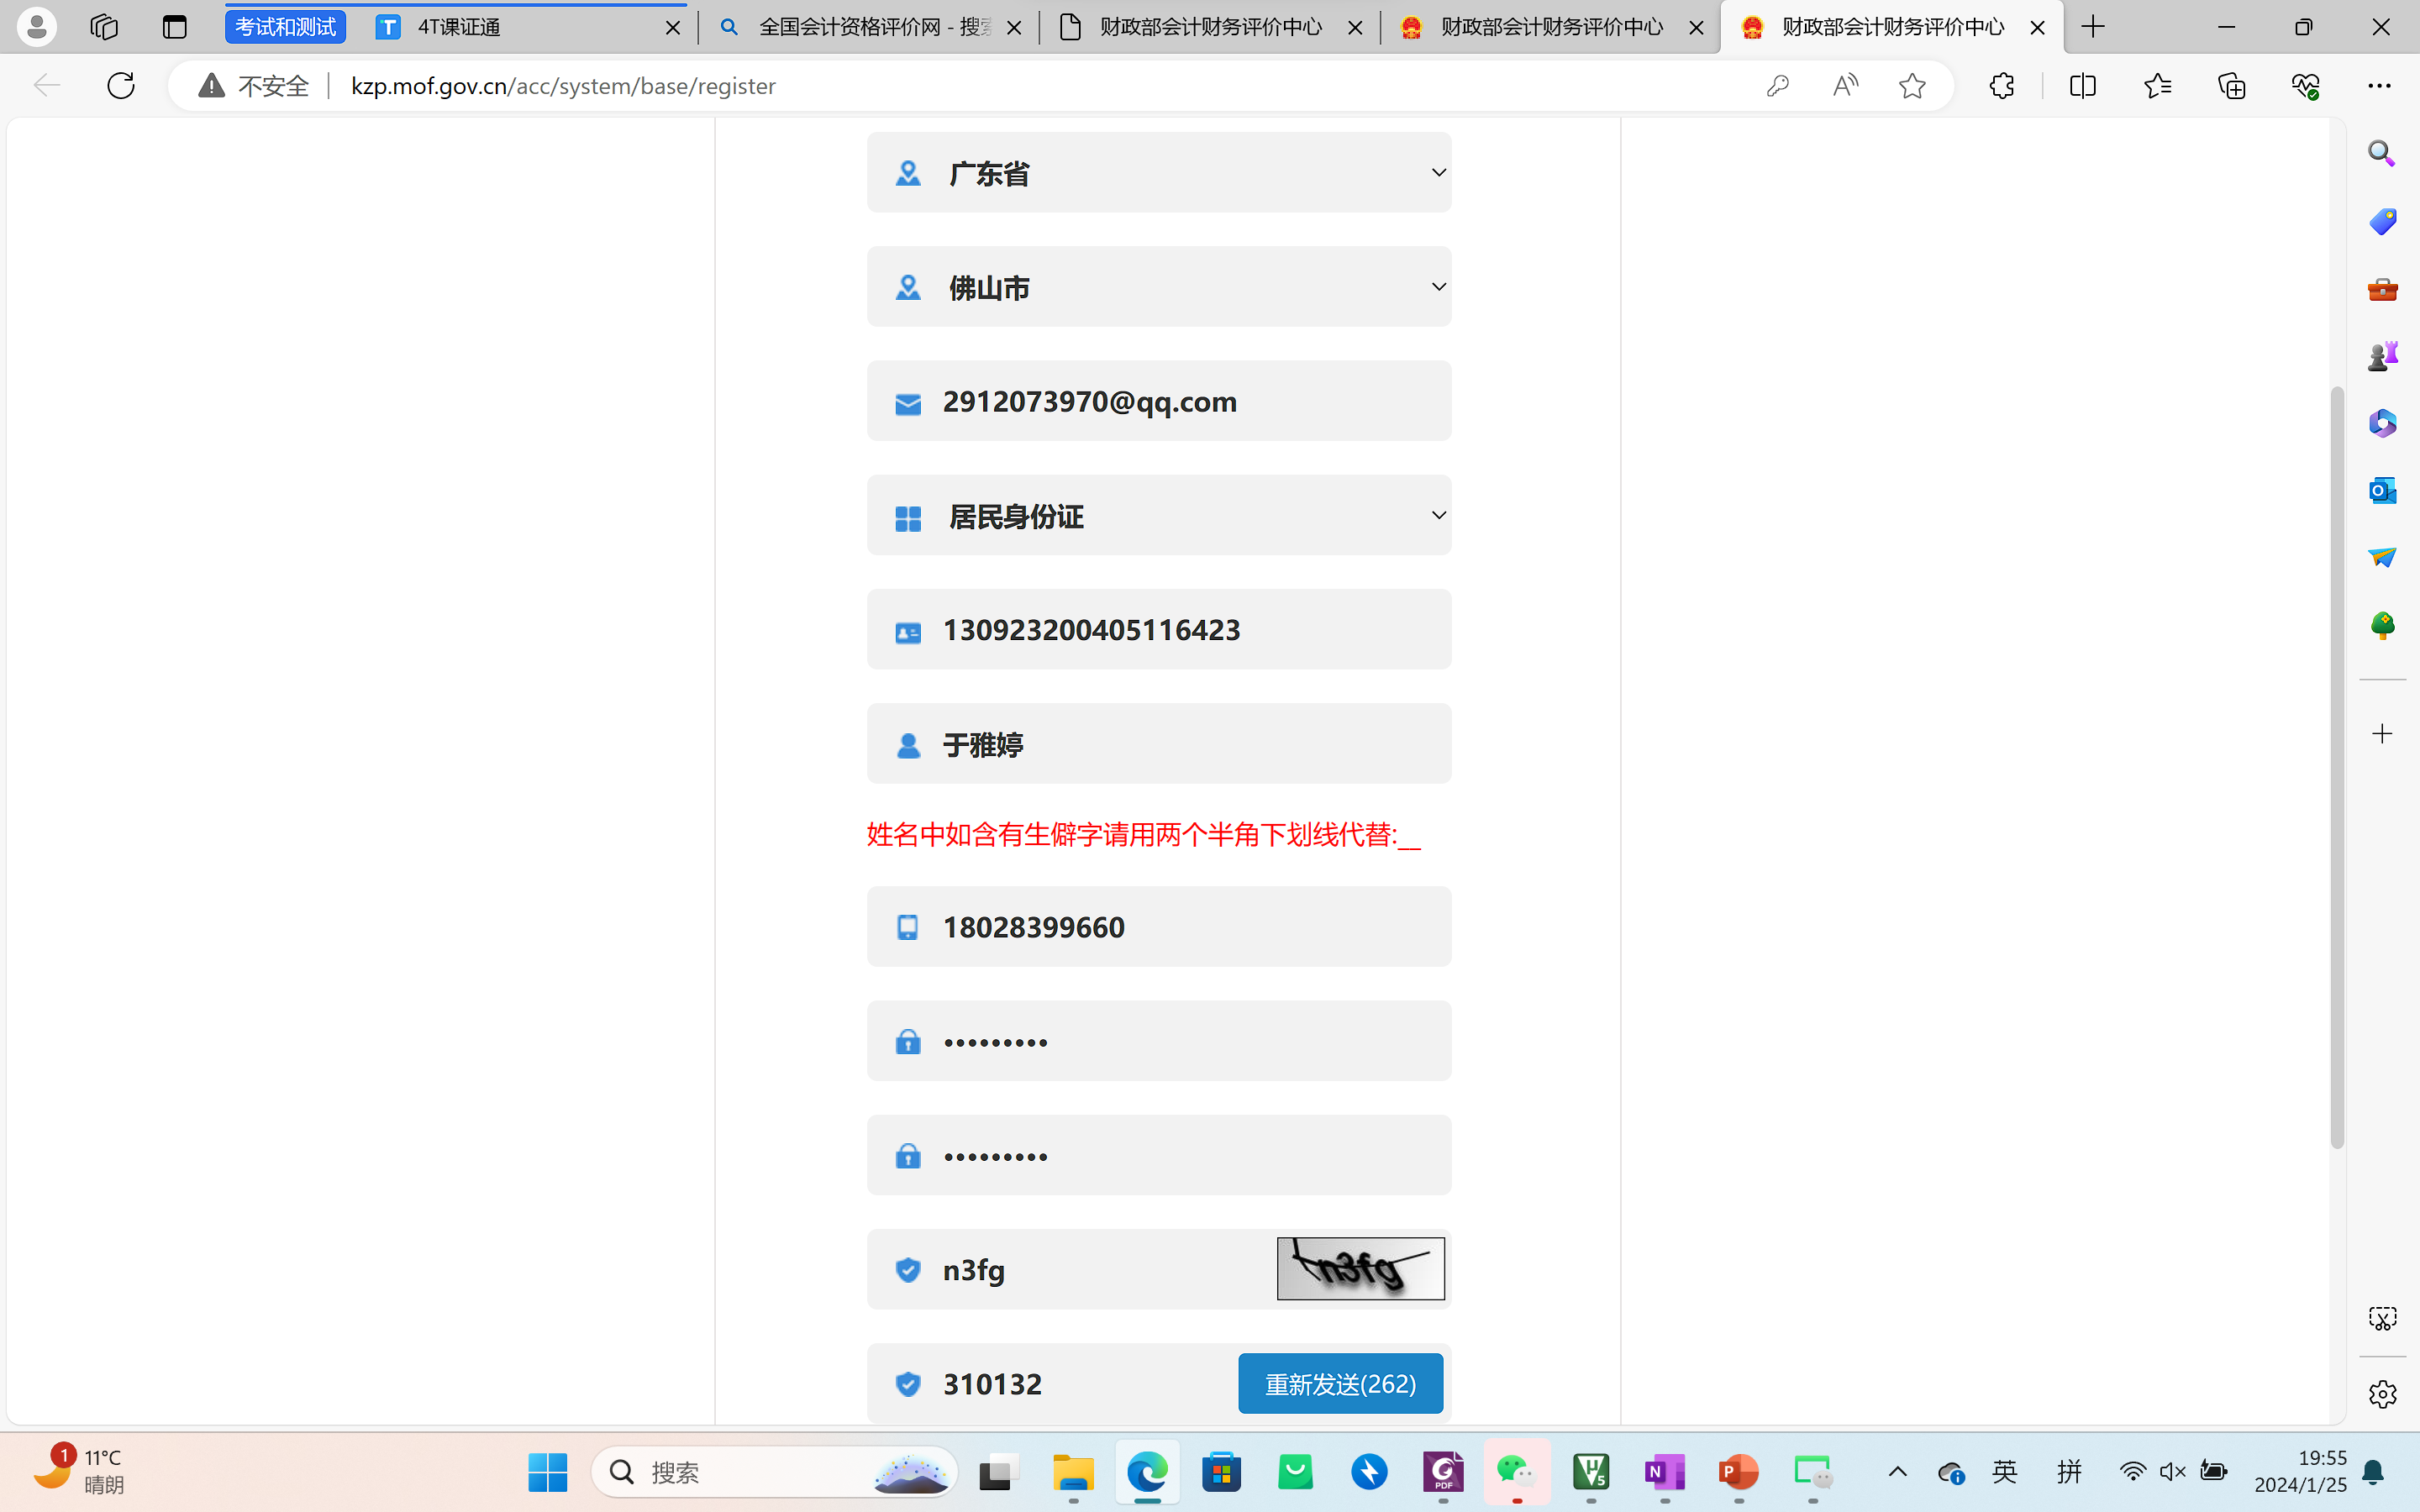 考试和测试
4T课证通
全国会计资格评价网 - 搜索
财政部会计财务评价中心
财政部会计财务评价中心
财政部会计财务评价中心
不安全
kzp.mof.gov.cn/acc/system/base/register
广东省
佛山市
2912073970@qq.com
居民身份证
130923200405116423
于雅婷
姓名中如含有生僻字请用两个半角下划线代替:__
18028399660
•••••••••
•••••••••
n3fg
n3fg
310132
重新发送(262)
1
11°C
晴朗
搜索
英
拼
19:55
2024/1/25